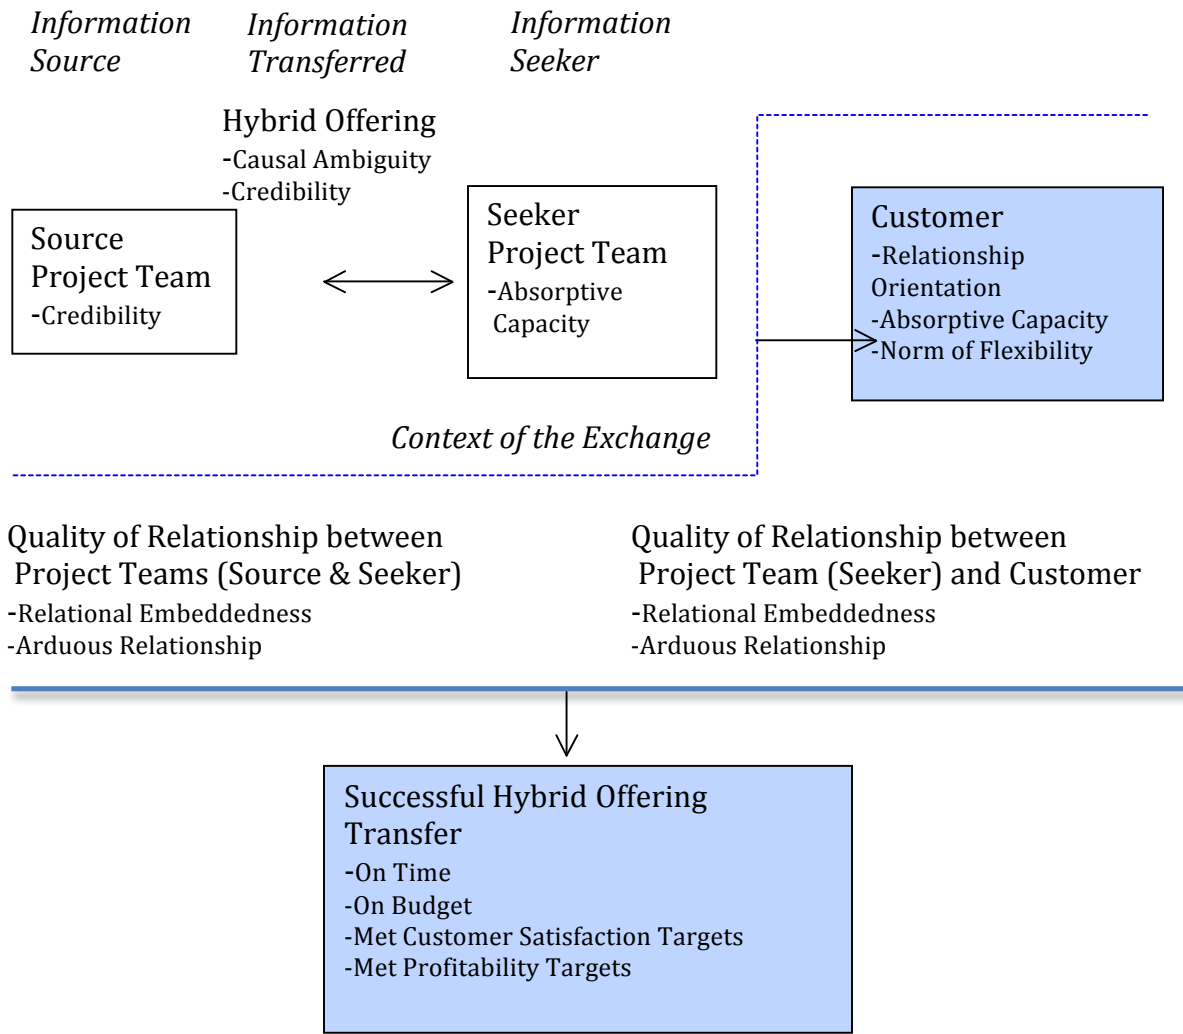 Information
Source
Information
Transferred
Information
Seeker
Hybrid Offering
-Causal Ambiguity
-Credibility
Source
Project Team
-Credibility
Seeker
Project Team
-Absorptive
Capacity
Customer
-Relationship
Orientation
-Absorptive Capacity
-Norm of Flexibility
Context of the Exchange
Quality of Relationship between
Project Teams (Source & Seeker)
-Relational Embeddedness
-Arduous Relationship
Quality of Relationship between
Project Team (Seeker) and Customer
-Relational Embeddedness
-Arduous Relationship
Successful Hybrid Offering
Transfer
-On Time
-On Budget
-Met Customer Satisfaction Targets
-Met Profitability Targets